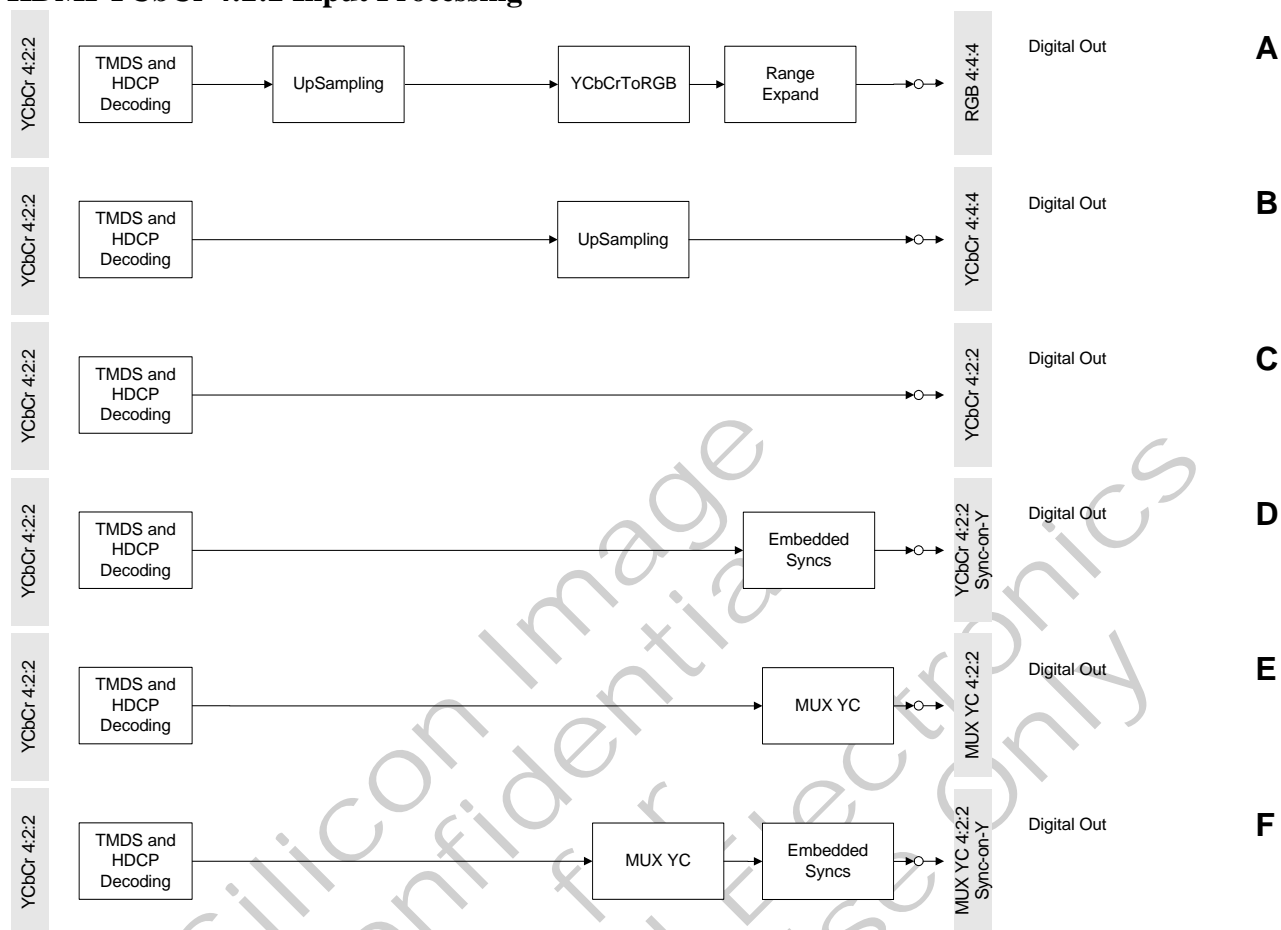 HDMI YCbCr 4:2:2 Input Processing
YCbCr 4:2:2
TMDS and
HDCP
Decoding
UpSampling
YCbCrToRGB
Range
Expand
RGB 4:4:4
Digital Out
A
YCbCr 4:2:2
TMDS and
HDCP
Decoding
UpSampling
YCbCr 4:4:4
Digital Out
B
YCbCr 4:2:2
TMDS and
HDCP
Decoding
YCbCr 4:2:2
Digital Out
C
YCbCr 4:2:2
TMDS and
HDCP
Decoding
Embedded
Syncs
YCbCr 4:2:2
Sync-on-Y
Digital Out
D
YCbCr 4:2:2
TMDS and
HDCP
Decoding
MUX YC
MUX YC 4:2:2
Digital Out
E
YCbCr 4:2:2
TMDS and
HDCP
Decoding
MUX YC
Embedded
Syncs
MUX YC 4:2:2
Sync-on-Y
Digital Out
F
Silicon Image
Confidential
for
Electronics
Use Only